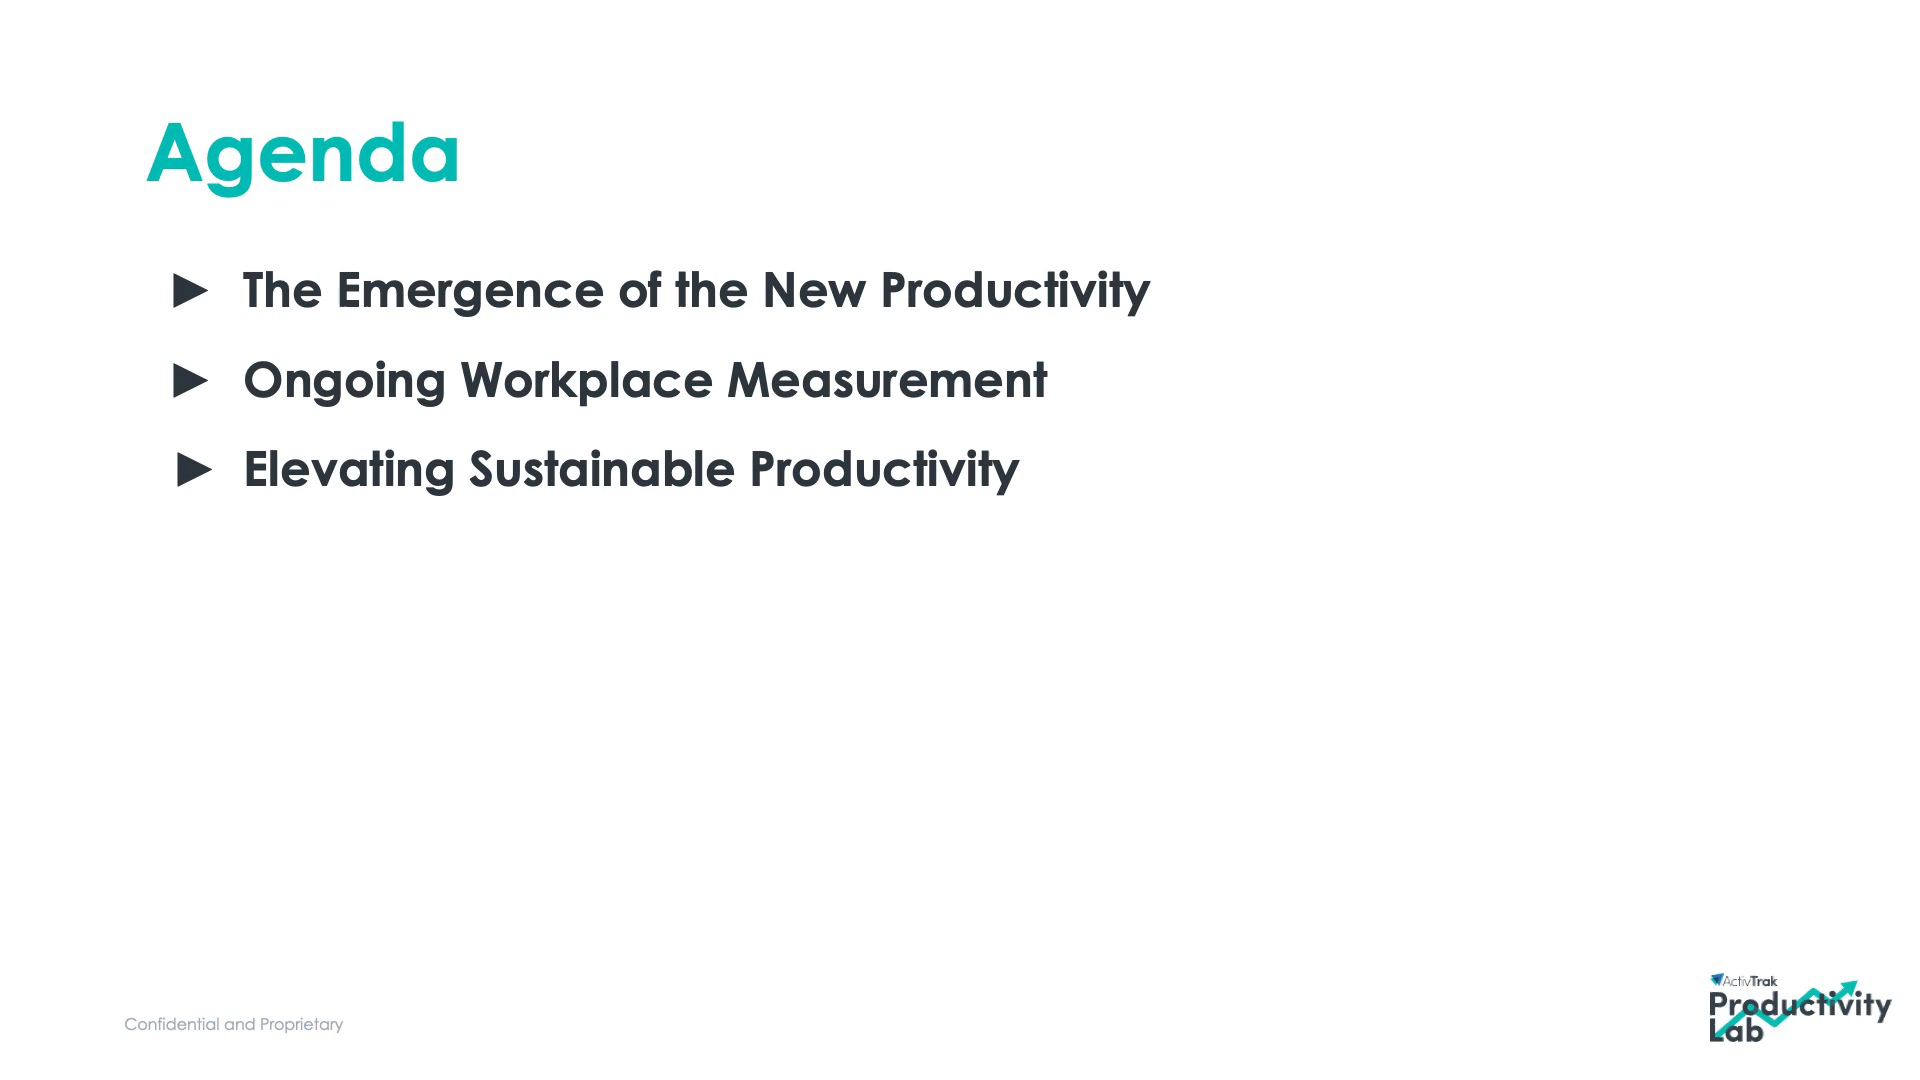 Agenda
► The Emergence of the New Productivity
► Ongoing Workplace Measurement
► Elevating Sustainable Productivity
Confidential and Proprietary
ActivTrak
Productivity
Lab